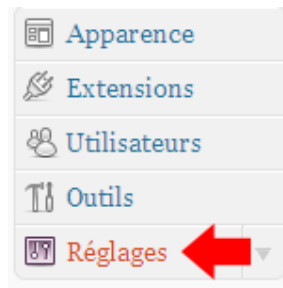 Apparence
Extensions
Utilisateurs
Outils
Réglages